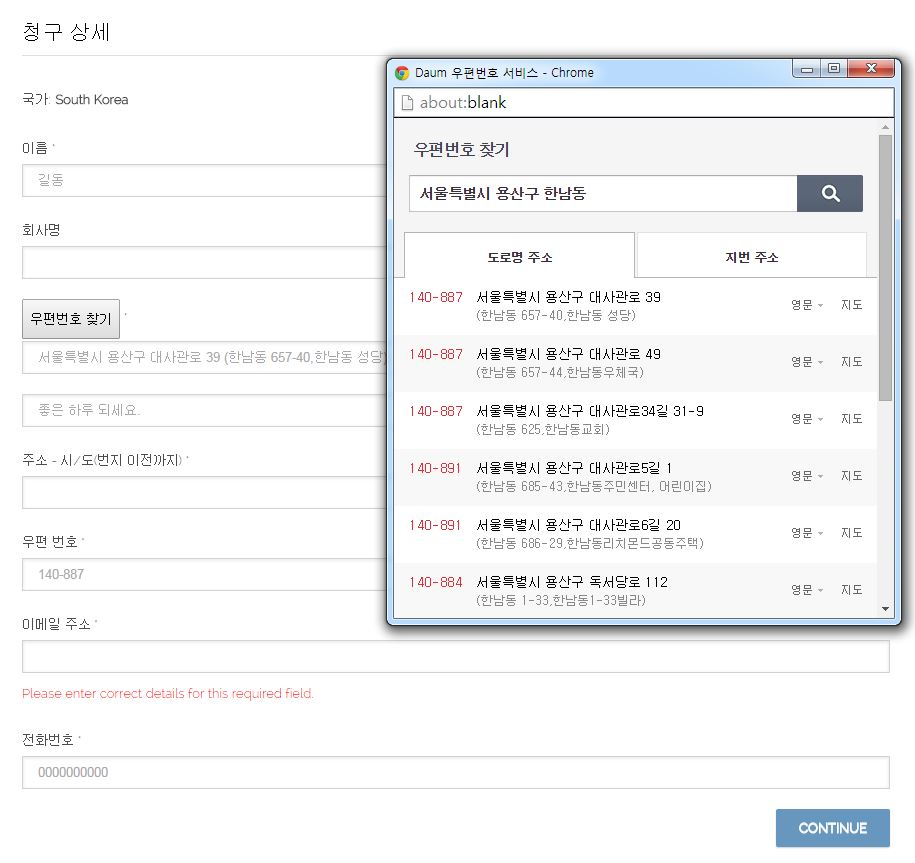 청구 상세
국가: South Korea
이름 *
길동
회사명
우편번호 찾기 *
서울특별시 용산구 대사관로 39 (한남동 657-40,한남동 성당)
좋은 하루 되세요.
주소 - 시/도(번지 이전까지) *
우편 번호 *
140-887
이메일 주소 *
Please enter correct details for this required field.
전화번호 *
0000000000
CONTINUE
Daum 우편번호 서비스 - Chrome
about:blank
우편번호 찾기
서울특별시 용산구 한남동
도로명 주소 지번 주소
140-887 서울특별시 용산구 대사관로 39 영문 지도
(한남동 657-40,한남동 성당)
140-887 서울특별시 용산구 대사관로 49 영문 지도
(한남동 657-44,한남동우체국)
140-887 서울특별시 용산구 대사관로34길 31-9 영문 지도
(한남동 625,한남동교회)
140-891 서울특별시 용산구 대사관로5길 1 영문 지도
(한남동 685-43,한남동주민센터, 어린이집)
140-891 서울특별시 용산구 대사관로6길 20 영문 지도
(한남동 686-29,한남동리치몬드공동주택)
140-884 서울특별시 용산구 독서당로 112 영문 지도
(한남동 1-33,한남동1-33빌라)